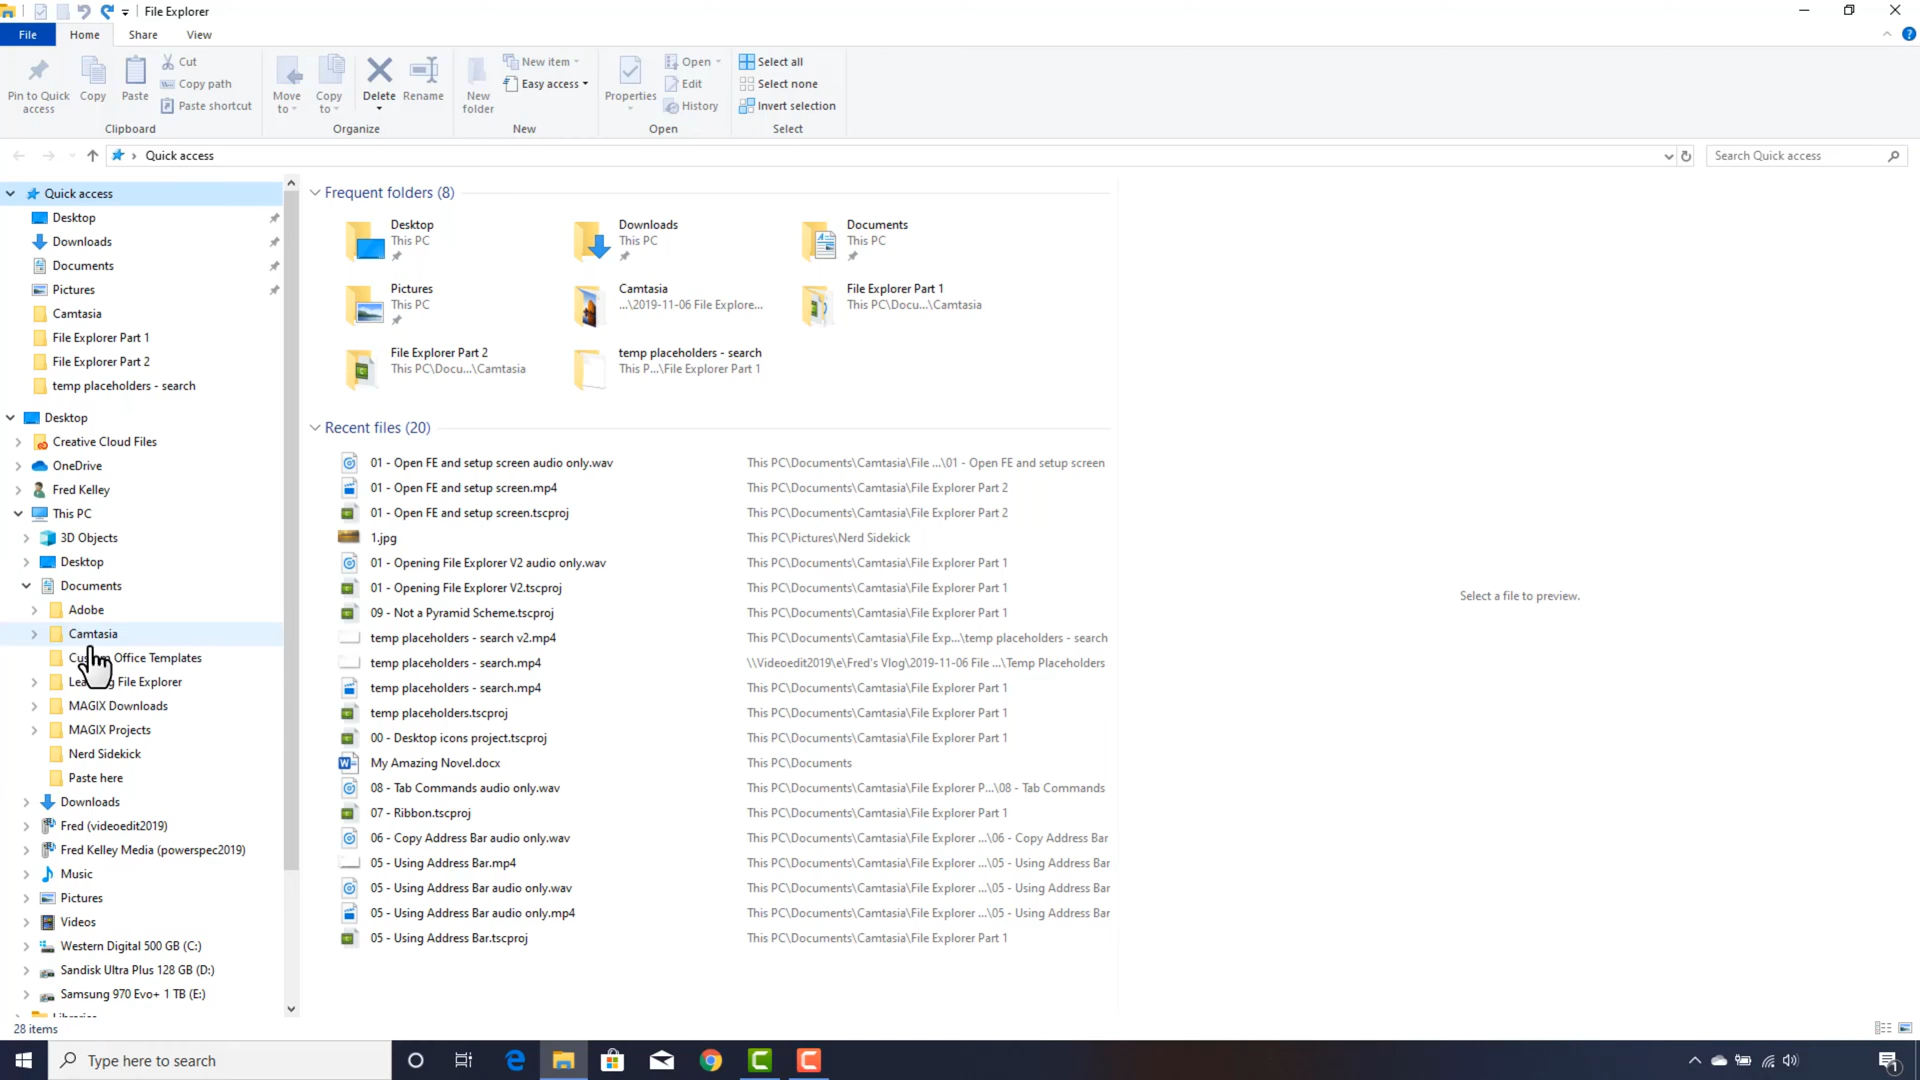 File Explorer
File Home Share View
Pin to Quick access
Copy
Paste
Cut
Copy path
Paste shortcut
Clipboard
Move to
Copy to
Delete
Rename
Organize
New folder
New item
Easy access
New
Properties
Open
Edit
History
Open
Select all
Select none
Invert selection
Select
Quick access
Search Quick access
Quick access
Desktop
Downloads
Documents
Pictures
Camtasia
File Explorer Part 1
File Explorer Part 2
temp placeholders - search
Desktop
Creative Cloud Files
OneDrive
Fred Kelley
This PC
3D Objects
Desktop
Documents
Adobe
Camtasia
Office Templates
File Explorer
MAGIX Downloads
MAGIX Projects
Nerd Sidekick
Paste here
Downloads
Fred (videoedit2019)
Fred Kelley Media (powerspec2019)
Music
Pictures
Videos
Western Digital 500 GB (C:)
Sandisk Ultra Plus 128 GB (D:)
Samsung 970 Evo+ 1 TB (E:)
Frequent folders (8)
Desktop
This PC
Downloads
This PC
Documents
This PC
Pictures
This PC
Camtasia
...\2019-11-06 File Explore...
File Explorer Part 1
This PC\Docu...\Camtasia
File Explorer Part 2
This PC\Docu...\Camtasia
temp placeholders - search
This P...\File Explorer Part 1
Recent files (20)
01 - Open FE and setup screen audio only.wav This PC\Documents\Camtasia\File ...\01 - Open FE and setup screen
01 - Open FE and setup screen.mp4 This PC\Documents\Camtasia\File Explorer Part 2
01 - Open FE and setup screen.tscproj This PC\Documents\Camtasia\File Explorer Part 2
1.jpg This PC\Pictures\Nerd Sidekick
01 - Opening File Explorer V2 audio only.wav This PC\Documents\Camtasia\File Explorer Part 1
01 - Opening File Explorer V2.tscproj This PC\Documents\Camtasia\File Explorer Part 1
09 - Not a Pyramid Scheme.tscproj This PC\Documents\Camtasia\File Explorer Part 1
temp placeholders - search v2.mp4 This PC\Documents\Camtasia\File Exp...\temp placeholders - search
temp placeholders - search.mp4 \\Videoedit2019\e\Fred's Vlog\2019-11-06 File ...\Temp Placeholders
temp placeholders - search.mp4 This PC\Documents\Camtasia\File Explorer Part 1
temp placeholders.tscproj This PC\Documents\Camtasia\File Explorer Part 1
00 - Desktop icons project.tscproj This PC\Documents\Camtasia\File Explorer Part 1
My Amazing Novel.docx This PC\Documents
08 - Tab Commands audio only.wav This PC\Documents\Camtasia\File Explorer P...\08 - Tab Commands
07 - Ribbon.tscproj This PC\Documents\Camtasia\File Explorer Part 1
06 - Copy Address Bar audio only.wav This PC\Documents\Camtasia\File Explorer ...\06 - Copy Address Bar
05 - Using Address Bar.mp4 This PC\Documents\Camtasia\File Explorer ...\05 - Using Address Bar
05 - Using Address Bar audio only.wav This PC\Documents\Camtasia\File Explorer ...\05 - Using Address Bar
05 - Using Address Bar audio only.mp4 This PC\Documents\Camtasia\File Explorer ...\05 - Using Address Bar
05 - Using Address Bar.tscproj This PC\Documents\Camtasia\File Explorer Part 1
Select a file to preview.
28 items
Type here to search
1